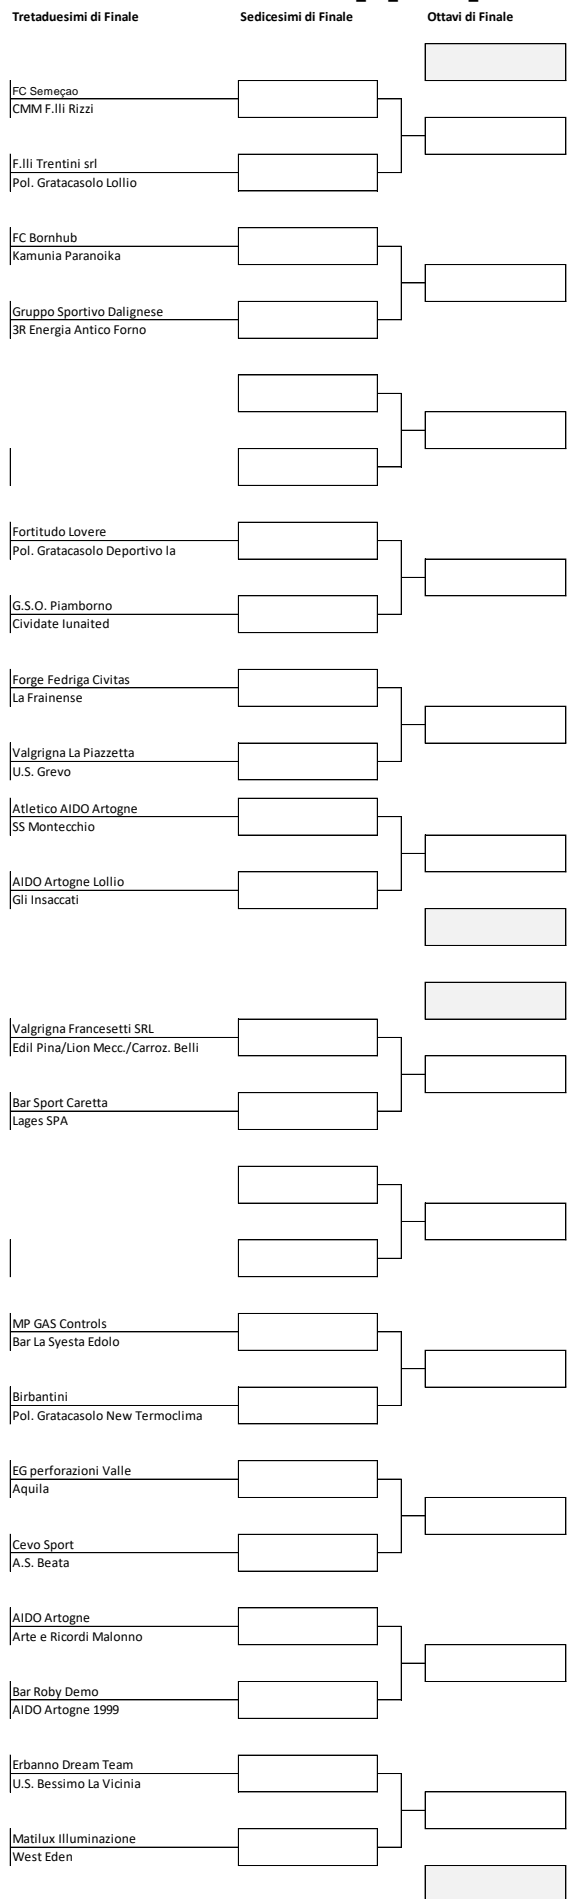 Tretaduesimi di Finale
Sedicesimi di Finale
Ottavi di Finale
FC Semeçao
CMM F.lli Rizzi
F.lli Trentini srl
Pol. Gratacasolo Lollio
FC Bornhub
Kamunia Paranoika
Gruppo Sportivo Dalignese
3R Energia Antico Forno
Fortitudo Lovere
Pol. Gratacasolo Deportivo la
G.S.O. Piamborno
Cividate Iunaited
Forge Fedriga Civitas
La Frainense
Valgrigna La Piazzetta
U.S. Grevo
Atletico AIDO Artogne
SS Montecchio
AIDO Artogne Lollio
Gli Insaccati
Valgrigna Francesetti SRL
Edil Pina/Lion Mecc./Carroz. Belli
Bar Sport Caretta
Lages SPA
MP GAS Controls
Bar La Syesta Edolo
Birbantini
Pol. Gratacasolo New Termoclima
EG perforazioni Valle
Aquila
Cevo Sport
A.S. Beata
AIDO Artogne
Arte e Ricordi Malonno
Bar Roby Demo
AIDO Artogne 1999
Erbanno Dream Team
U.S. Bessimo La Vicinia
Matilux Illuminazione
West Eden